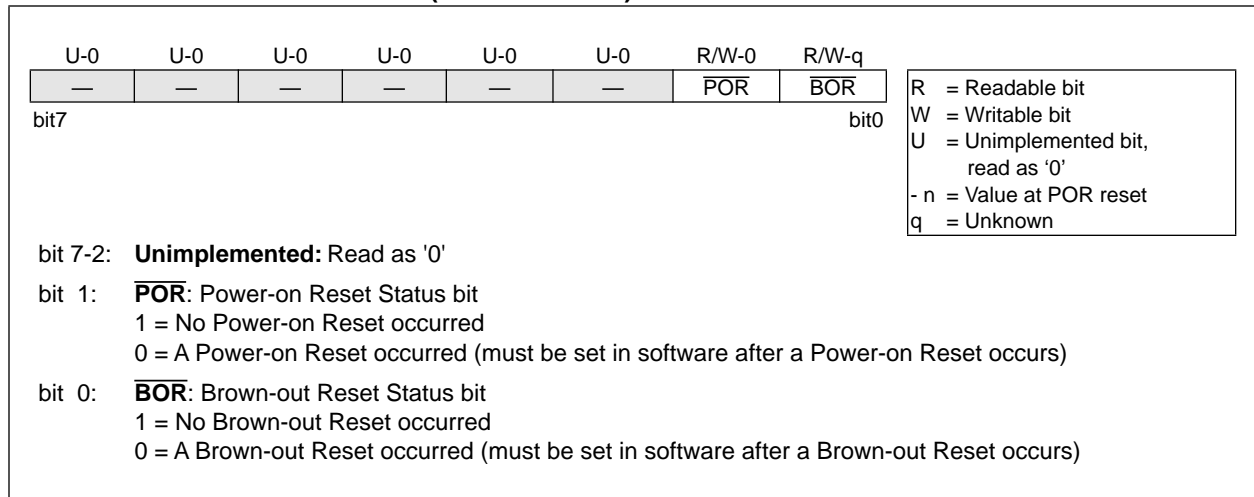 U-0 U-0 U-0 U-0 U-0 U-0 R/W-0 R/W-q
— — — — — — POR BOR
bit7 bit0
R = Readable bit
W = Writable bit
U = Unimplemented bit,
read as ‘0’
- n = Value at POR reset
q = Unknown
bit 7-2: Unimplemented: Read as '0'
bit 1: POR: Power-on Reset Status bit
1 = No Power-on Reset occurred
0 = A Power-on Reset occurred (must be set in software after a Power-on Reset occurs)
bit 0: BOR: Brown-out Reset Status bit
1 = No Brown-out Reset occurred
0 = A Brown-out Reset occurred (must be set in software after a Brown-out Reset occurs)